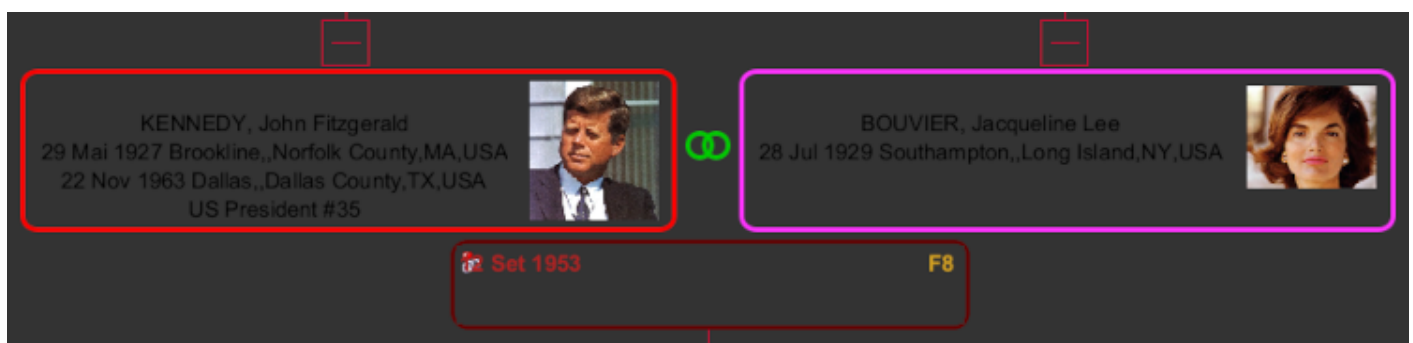 KENNEDY, John Fitzgerald
29 Mai 1927 Brookline,,Norfolk County,MA,USA
22 Nov 1963 Dallas,,Dallas County,TX,USA
US President #35
BOUVIER, Jacqueline Lee
28 Jul 1929 Southampton,,Long Island,NY,USA
Set 1953
F8